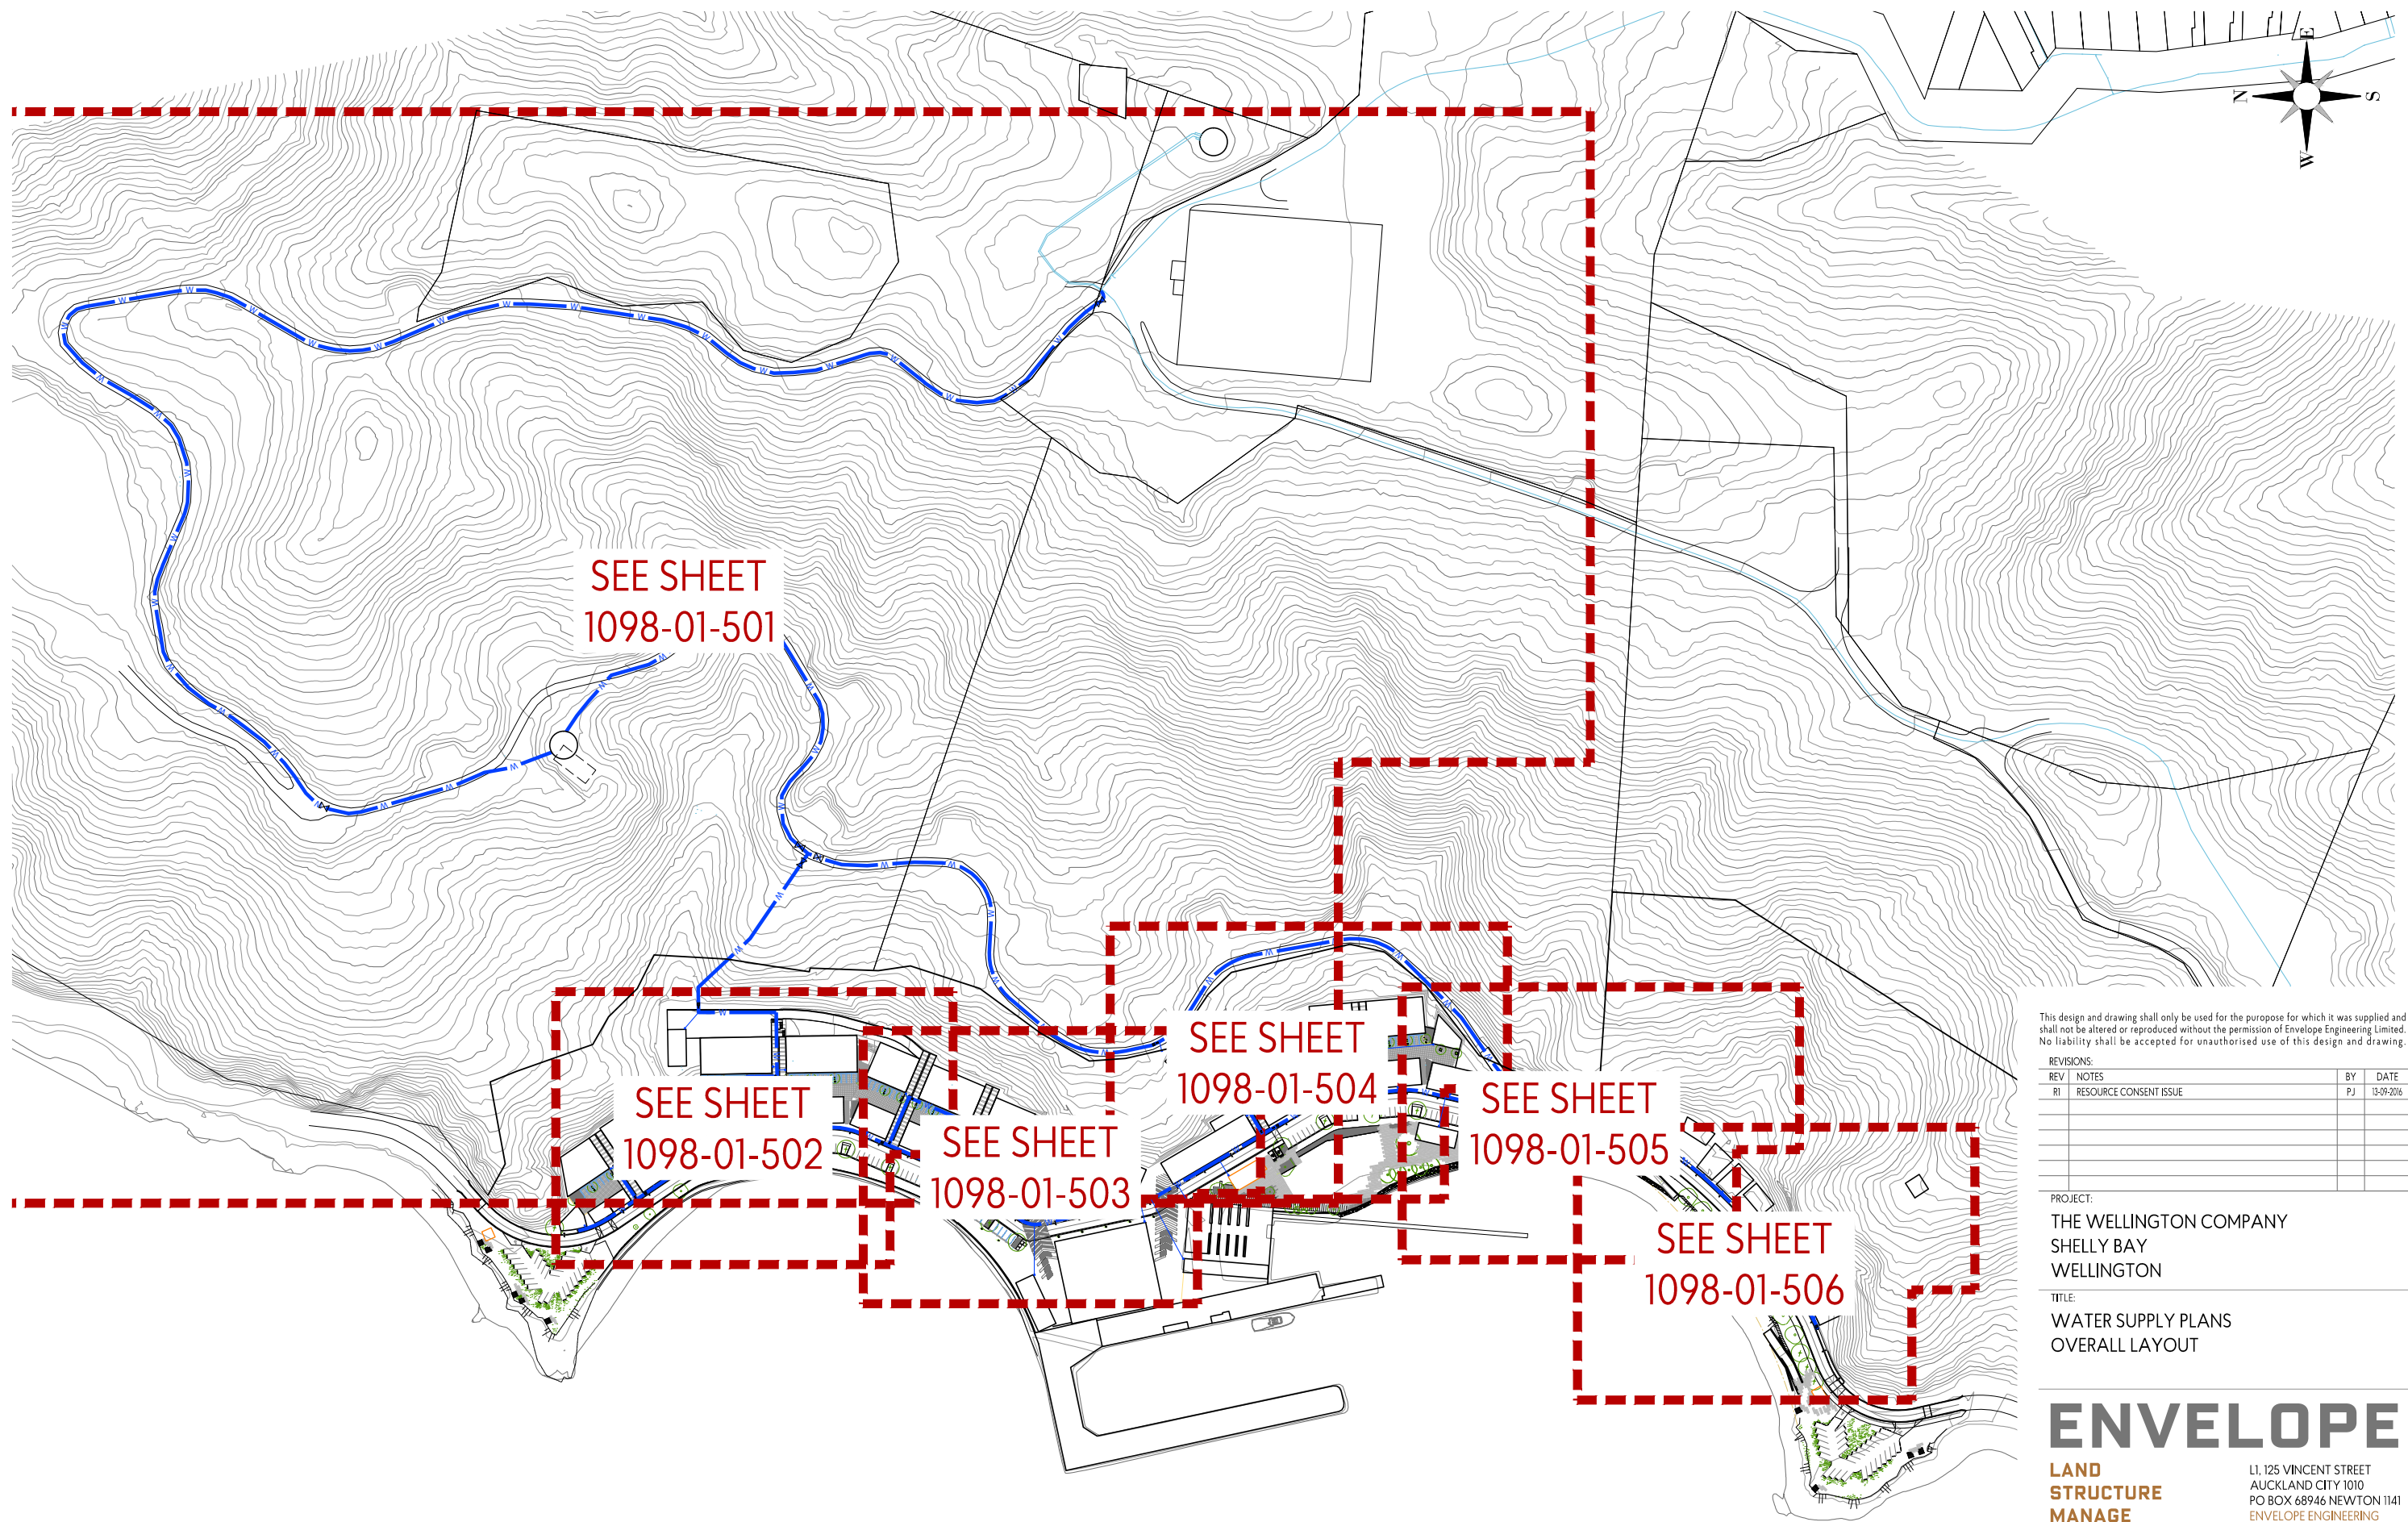 E
N
S
W
SEE SHEET
1098-01-501
SEE SHEET
1098-01-502
SEE SHEET
1098-01-503
SEE SHEET
1098-01-504
SEE SHEET
1098-01-505
SEE SHEET
1098-01-506
This design and drawing shall only be used for the puropose for which it was supplied and
shall not be altered or reproduced without the permission of Envelope Engineering Limited.
No liability shall be accepted for unauthorised use of this design and drawing.
REVISIONS:
REV NOTES BY DATE
R1 RESOURCE CONSENT ISSUE PJ 13-09-2016
PROJECT:
THE WELLINGTON COMPANY
SHELLY BAY
WELLINGTON
TITLE:
WATER SUPPLY PLANS
OVERALL LAYOUT
ENVELOPE
LAND
STRUCTURE
MANAGE
L1, 125 VINCENT STREET
AUCKLAND CITY 1010
PO BOX 68946 NEWTON 1141
ENVELOPE ENGINEERING